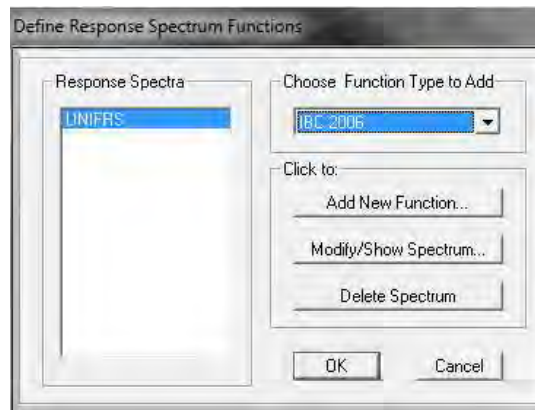 Define Response Spectrum Functions
Response Spectra
UNIFRS
Choose Function Type to Add
IBC 2006
Click to:
Add New Function...
Modify/Show Spectrum...
Delete Spectrum
OK
Cancel